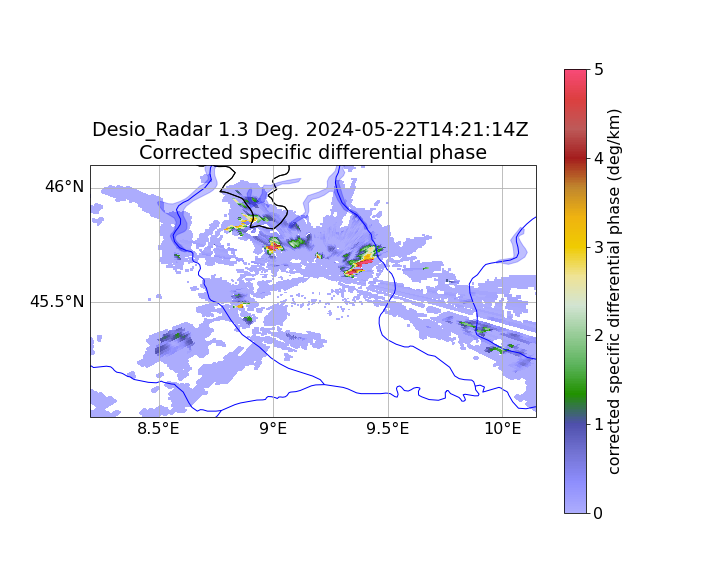 Desio_Radar 1.3 Deg. 2024-05-22T14:21:14Z
Corrected specific differential phase
46°N
45.5°N
8.5°E
9°E
9.5°E
10°E
5
4
3
2
1
0
corrected specific differential phase (deg/km)